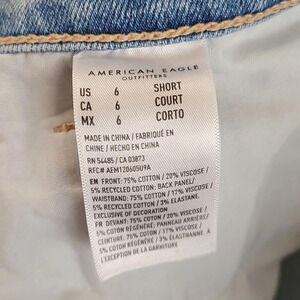 AMERICAN EAGLE
OUTFITTERS
US 6 SHORT
CA 6 COURT
MX 6 CORTO
MADE IN CHINA / FABRIQUÉ EN
CHINE / HECHO EN CHINA
RN 54485 / CA 03873
RFC# AEM120605U9A
EN FRONT: 75% COTTON / 20% VISCOSE /
5% RECYCLED COTTON; BACK PANEL/
WAISTBAND: 75% COTTON / 17% VISCOSE /
5% RECYCLED COTTON / 3% ELASTANE.
EXCLUSIVE OF DECORATION
FR DEVANT: 75% COTON / 20% VISCOSE /
5% COTON RÉGÉNÉRÉ; PANNEAU ARRIÈRE/
CEINTURE: 75% COTON / 17% VISCOSE /
5% COTON RÉGÉNÉRÉ / 3% ÉLASTHANNE.
À L'EXCEPTION DE LA GARNITURE